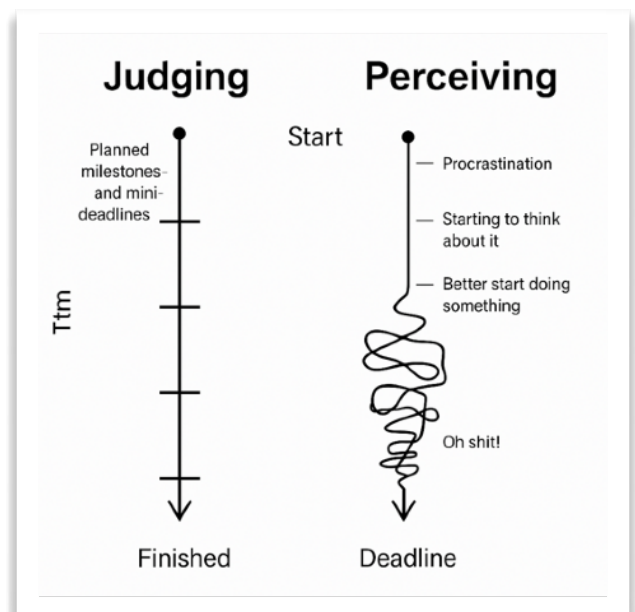 Judging
Perceiving
Start
Planned
milestones-
and mini-
deadlines
Procrastination
Starting to think
about it
Better start doing
something
Ttm
Oh shit!
Finished
Deadline